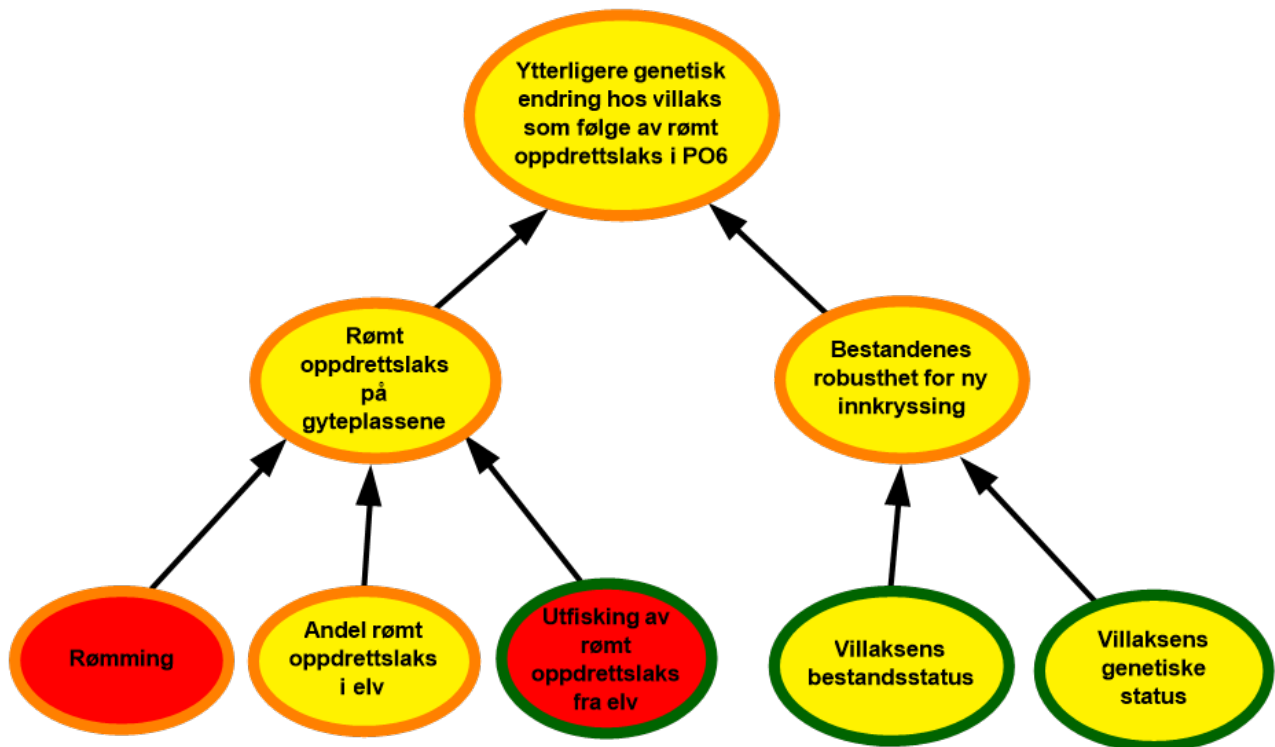 Ytterligere genetisk
endring hos villaks
som følge av rømt
oppdrettslaks i PO6
Rømt
oppdrettslaks
på
gyteplassene
Bestandenes
robusthet for ny
innkryssing
Rømming
Andel rømt
oppdrettslaks
i elv
Utfisking av
rømt
oppdrettslaks
fra elv
Villaksens
bestandsstatus
Villaksens
genetiske
status